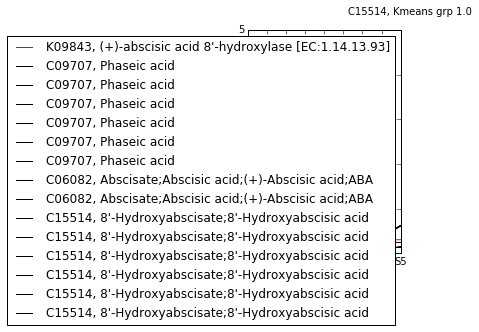 C15514, Kmeans grp 1.0
5
K09843, (+)-abscisic acid 8'-hydroxylase [EC:1.14.13.93]
C09707, Phaseic acid
C09707, Phaseic acid
C09707, Phaseic acid
C09707, Phaseic acid
C09707, Phaseic acid
C09707, Phaseic acid
C06082, Abscisate;Abscisic acid;(+)-Abscisic acid;ABA
C06082, Abscisate;Abscisic acid;(+)-Abscisic acid;ABA
C15514, 8'-Hydroxyabscisate;8'-Hydroxyabscisic acid
C15514, 8'-Hydroxyabscisate;8'-Hydroxyabscisic acid
C15514, 8'-Hydroxyabscisate;8'-Hydroxyabscisic acid
C15514, 8'-Hydroxyabscisate;8'-Hydroxyabscisic acid
C15514, 8'-Hydroxyabscisate;8'-Hydroxyabscisic acid
C15514, 8'-Hydroxyabscisate;8'-Hydroxyabscisic acid
S5